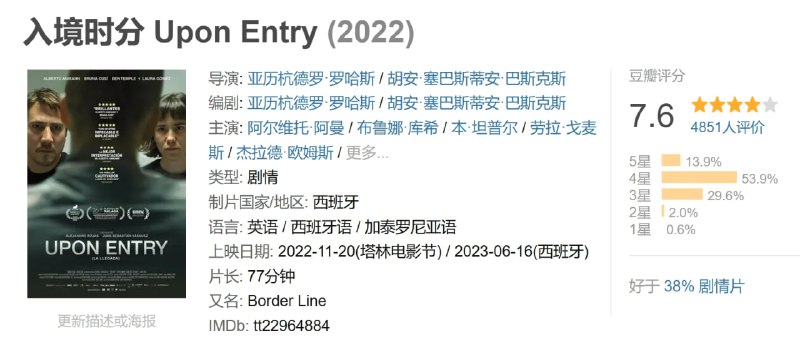 入境时分 Upon Entry (2022)
ALBERTO AMMANN BRUNA CUSÍ BEN TEMPLE Y LAURA GÓMEZ
UPON ENTRY
(LA LLEGADA)
更新描述或海报
导演: 亚历杭德罗·罗哈斯 / 胡安·塞巴斯蒂安·巴斯克斯
编剧: 亚历杭德罗·罗哈斯 / 胡安·塞巴斯蒂安·巴斯克斯
主演: 阿尔维托·阿曼 / 布鲁娜·库希 / 本·坦普尔 / 劳拉·戈麦
斯 / 杰拉德·欧姆斯 / 更多...
类型: 剧情
制片国家/地区: 西班牙
语言: 英语 / 西班牙语 / 加泰罗尼亚语
上映日期: 2022-11-20(塔林电影节) / 2023-06-16(西班牙)
片长: 77分钟
又名: Border Line
IMDb: tt22964884
豆瓣评分
7.6
4851人评价
5星 13.9%
4星 53.9%
3星 29.6%
2星 2.0%
1星 0.6%
好于 38% 剧情片